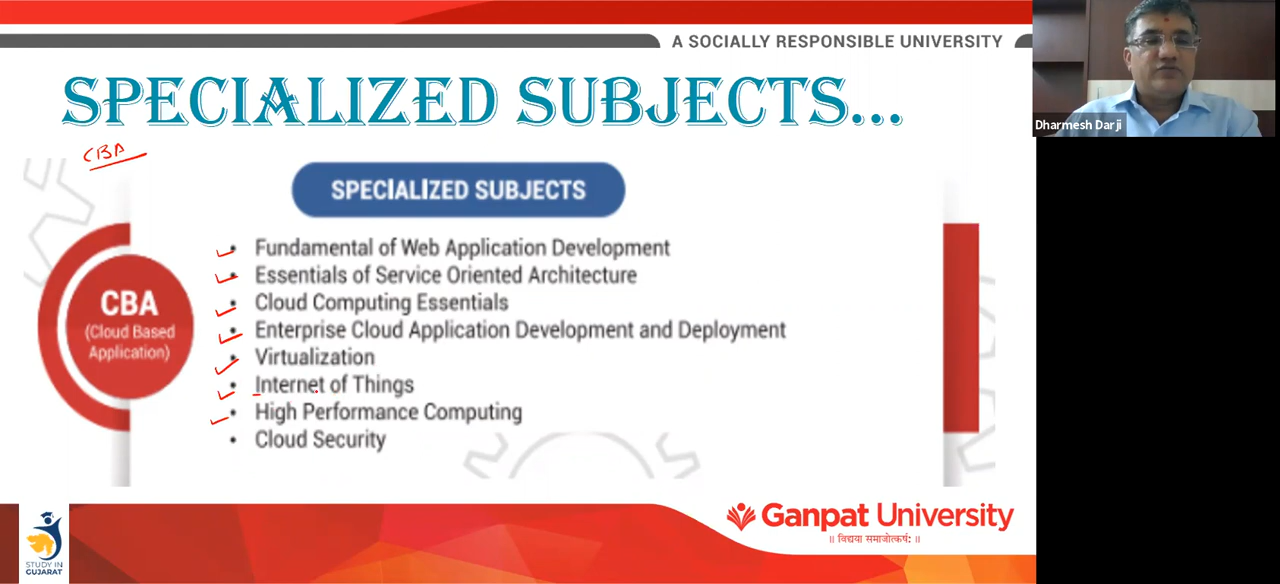 A SOCIALLY RESPONSIBLE UNIVERSITY
SPECIALIZED SUBJECTS...
CBA
SPECIALIZED SUBJECTS
• Fundamental of Web Application Development
• Essentials of Service Oriented Architecture
• Cloud Computing Essentials
• Enterprise Cloud Application Development and Deployment
• Virtualization
• Internet of Things
• High Performance Computing
• Cloud Security
CBA
(Cloud Based
Application)
STUDY IN
GUJARAT
Ganpat University
॥ विद्यया समाजोत्कर्षः ॥
Dharmesh Darji